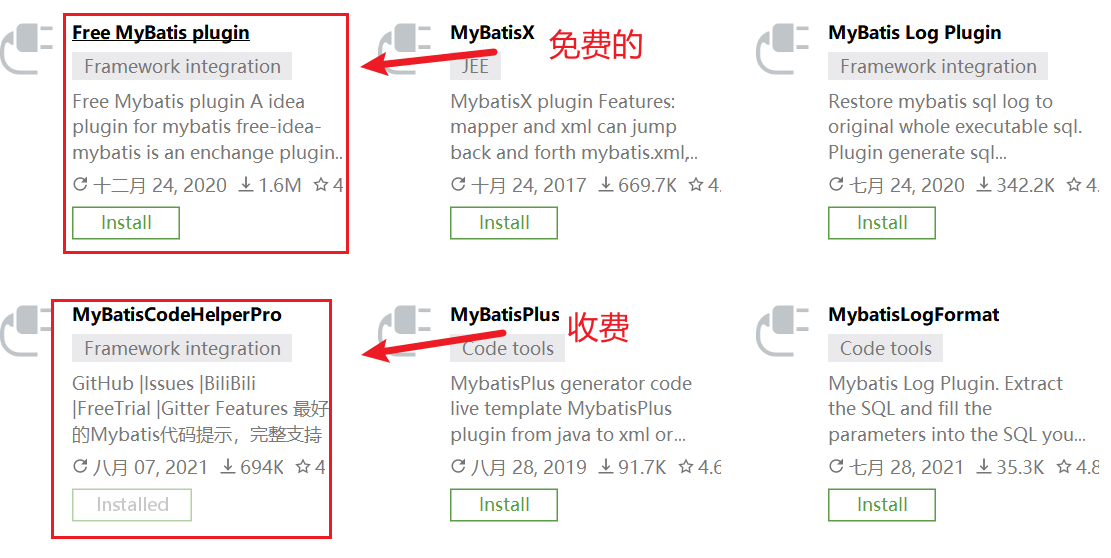 Free MyBatis plugin
Framework integration
Free Mybatis plugin A idea
plugin for mybatis free-idea-
mybatis is an enchange plugin..
十二月 24, 2020 1.6M 4
Install
MyBatisX
免费的
JEE
MybatisX plugin Features:
mapper and xml can jump
back and forth mybatis.xml,..
十月 24, 2017 669.7K 4.
Install
MyBatis Log Plugin
Framework integration
Restore mybatis sql log to
original whole executable sql.
Plugin generate sql...
七月 24, 2020 342.2K 4.
Install
MyBatisCodeHelperPro
Framework integration
GitHub |Issues |BiliBili
|FreeTrial |Gitter Features 最好
的Mybatis代码提示，完整支持
八月 07, 2021 694K 4
Installed
MyBatisPlus
收费
Code tools
MybatisPlus generator code
live template MybatisPlus
plugin from java to xml or...
八月 28, 2019 91.7K 4.6
Install
MybatisLogFormat
Code tools
Mybatis Log Plugin. Extract
the SQL and fill the
parameters into the SQL you...
七月 28, 2021 35.3K 4.8
Install